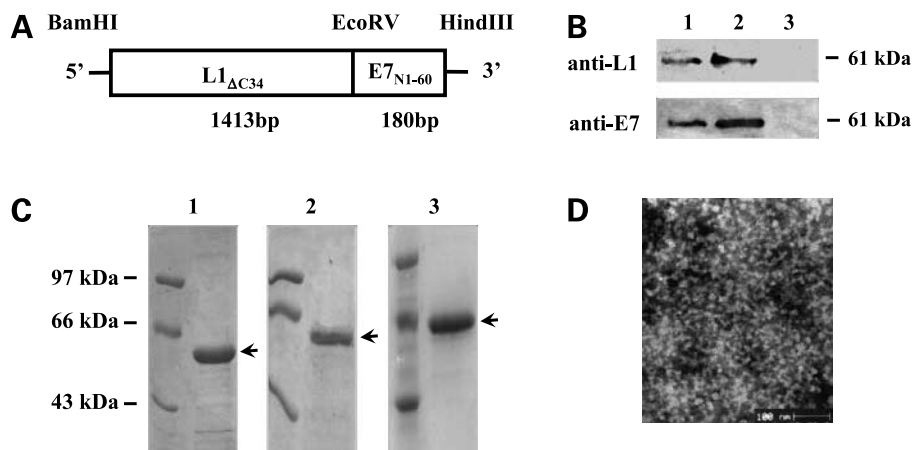 A
BamHI EcoRV HindIII
5’ L1ΔC34 E7N1-60 3’
1413bp 180bp
B
1 2 3
anti-L1 61 kDa
anti-E7 61 kDa
C
1 2 3
97 kDa
66 kDa
43 kDa
D
100 nm